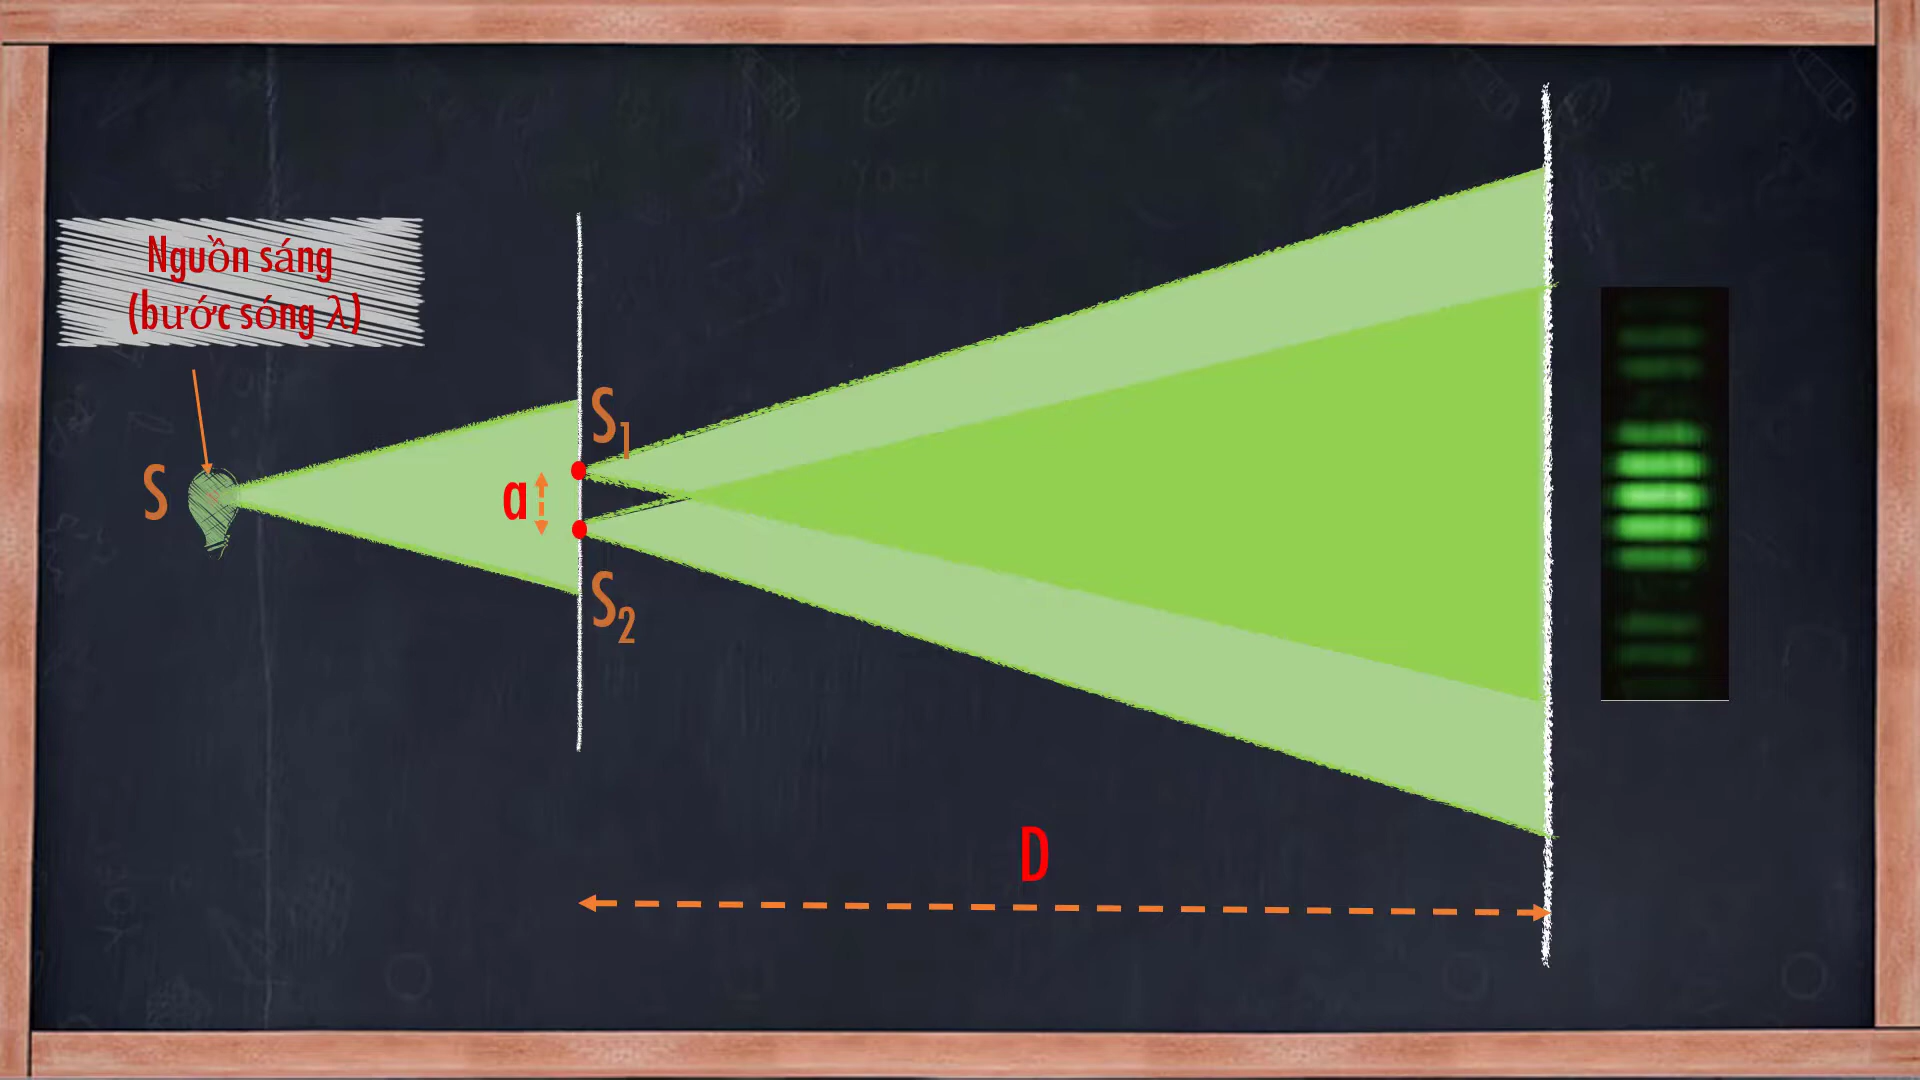 Nguồn sáng
(bước sóng λ)
S
S1
a
S2
D